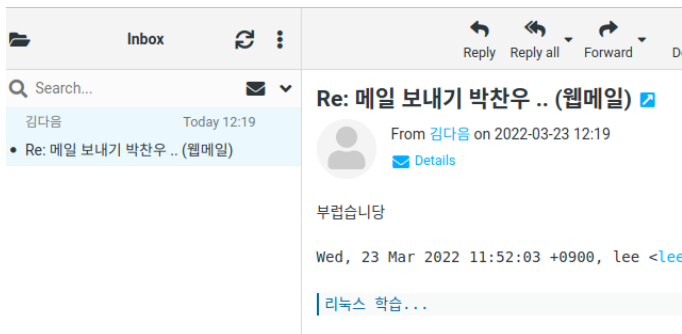 Inbox
Reply
Reply all
Forward
Search...
김다음 Today 12:19
• Re: 메일 보내기 박찬우 .. (웹메일)
Re: 메일 보내기 박찬우 .. (웹메일)
From 김다음 on 2022-03-23 12:19
Details
부럽습니당
Wed, 23 Mar 2022 11:52:03 +0900, lee <lee
리눅스 학습...